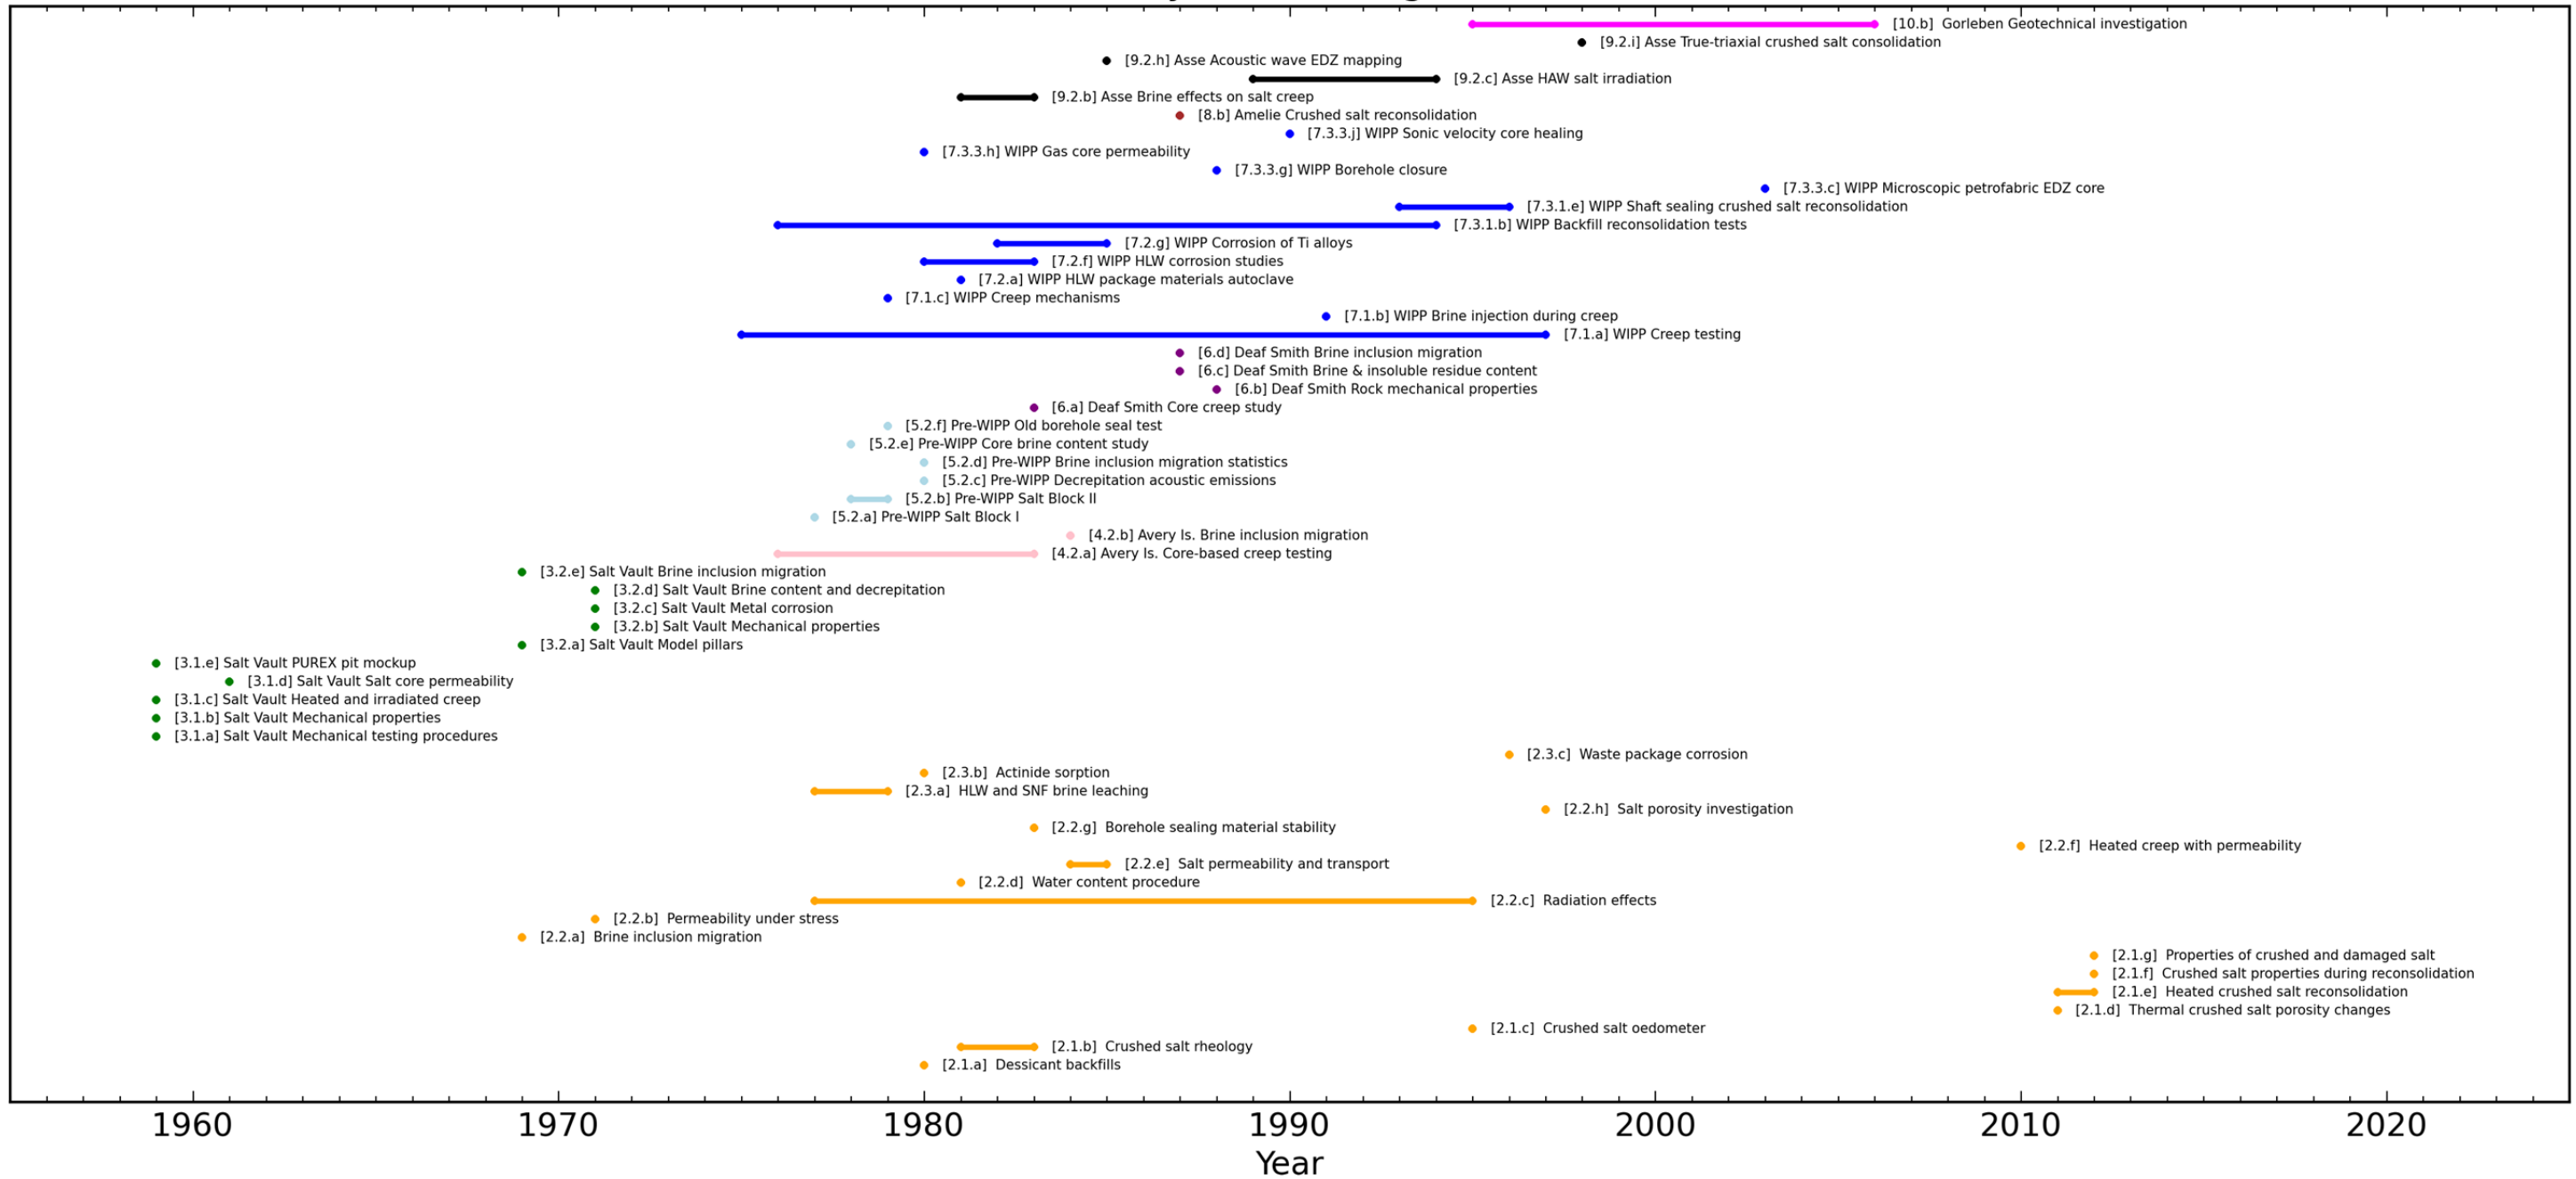 [10.b]  Gorleben Geotechnical investigation
[9.2.i] Asse True-triaxial crushed salt consolidation
[9.2.h] Asse Acoustic wave EDZ mapping
[9.2.c] Asse HAW salt irradiation
[9.2.b] Asse Brine effects on salt creep
[8.b] Amelie Crushed salt reconsolidation
[7.3.3.j] WIPP Sonic velocity core healing
[7.3.3.h] WIPP Gas core permeability
[7.3.3.g] WIPP Borehole closure
[7.3.3.c] WIPP Microscopic petrofabric EDZ core
[7.3.1.e] WIPP Shaft sealing crushed salt reconsolidation
[7.3.1.b] WIPP Backfill reconsolidation tests
[7.2.g] WIPP Corrosion of Ti alloys
[7.2.f] WIPP HLW corrosion studies
[7.2.a] WIPP HLW package materials autoclave
[7.1.c] WIPP Creep mechanisms
[7.1.b] WIPP Brine injection during creep
[7.1.a] WIPP Creep testing
[6.d] Deaf Smith Brine inclusion migration
[6.c] Deaf Smith Brine & insoluble residue content
[6.b] Deaf Smith Rock mechanical properties
[6.a] Deaf Smith Core creep study
[5.2.f] Pre-WIPP Old borehole seal test
[5.2.e] Pre-WIPP Core brine content study
[5.2.d] Pre-WIPP Brine inclusion migration statistics
[5.2.c] Pre-WIPP Decrepitation acoustic emissions
[5.2.b] Pre-WIPP Salt Block II
[5.2.a] Pre-WIPP Salt Block I
[4.2.b] Avery Is. Brine inclusion migration
[4.2.a] Avery Is. Core-based creep testing
[3.2.e] Salt Vault Brine inclusion migration
[3.2.d] Salt Vault Brine content and decrepitation
[3.2.c] Salt Vault Metal corrosion
[3.2.b] Salt Vault Mechanical properties
[3.2.a] Salt Vault Model pillars
[3.1.e] Salt Vault PUREX pit mockup
[3.1.d] Salt Vault Salt core permeability
[3.1.c] Salt Vault Heated and irradiated creep
[3.1.b] Salt Vault Mechanical properties
[3.1.a] Salt Vault Mechanical testing procedures
[2.3.c]  Waste package corrosion
[2.3.b]  Actinide sorption
[2.3.a]  HLW and SNF brine leaching
[2.2.h]  Salt porosity investigation
[2.2.g]  Borehole sealing material stability
[2.2.f]  Heated creep with permeability
[2.2.e]  Salt permeability and transport
[2.2.d]  Water content procedure
[2.2.c]  Radiation effects
[2.2.b]  Permeability under stress
[2.2.a]  Brine inclusion migration
[2.1.g]  Properties of crushed and damaged salt
[2.1.f]  Crushed salt properties during reconsolidation
[2.1.e]  Heated crushed salt reconsolidation
[2.1.d]  Thermal crushed salt porosity changes
[2.1.c]  Crushed salt oedometer
[2.1.b]  Crushed salt rheology
[2.1.a]  Dessicant backfills
1960 1970 1980 1990 2000 2010 2020
Year